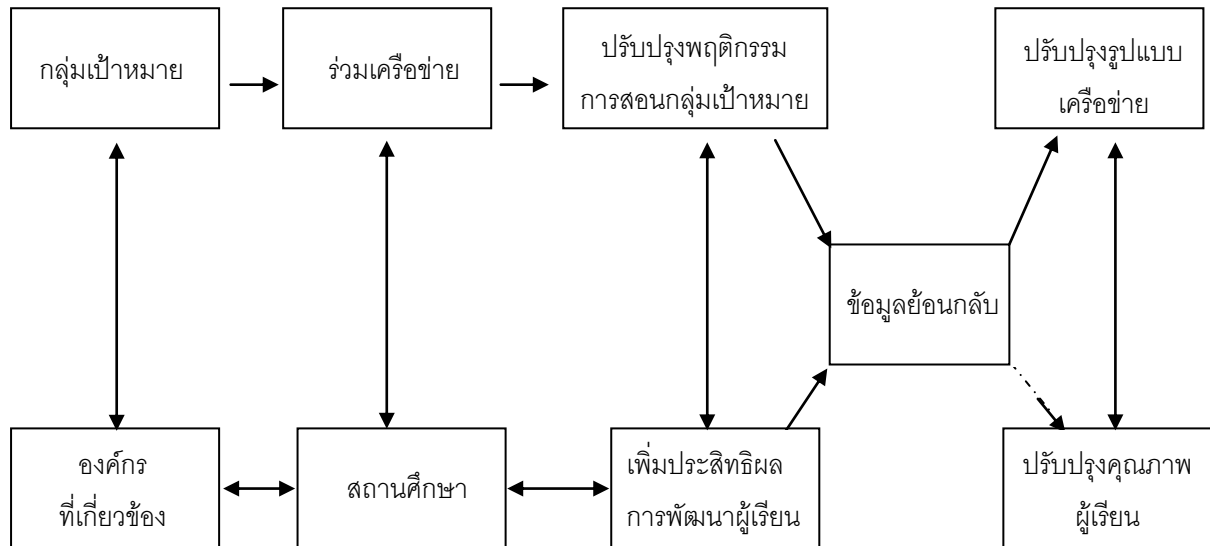 กลุ่มเป้าหมาย
ร่วมเครือข่าย
ปรับปรุงพฤติกรรม
การสอนกลุ่มเป้าหมาย
ปรับปรุงรูปแบบ
เครือข่าย
ข้อมูลย้อนกลับ
องค์กร
ที่เกี่ยวข้อง
สถานศึกษา
เพิ่มประสิทธิผล
การพัฒนาผู้เรียน
ปรับปรุงคุณภาพ
ผู้เรียน